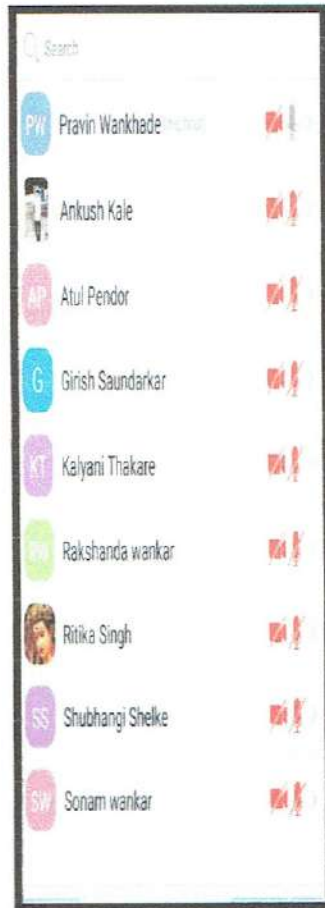 Search
PW Pravin Wankhade
Ankush Kale
AP Atul Pendor
G Girish Saundarkar
KT Kalyani Thakare
RW Rakshanda wankar
Ritika Singh
SS Shubhangi Shelke
SW Sonam wankar